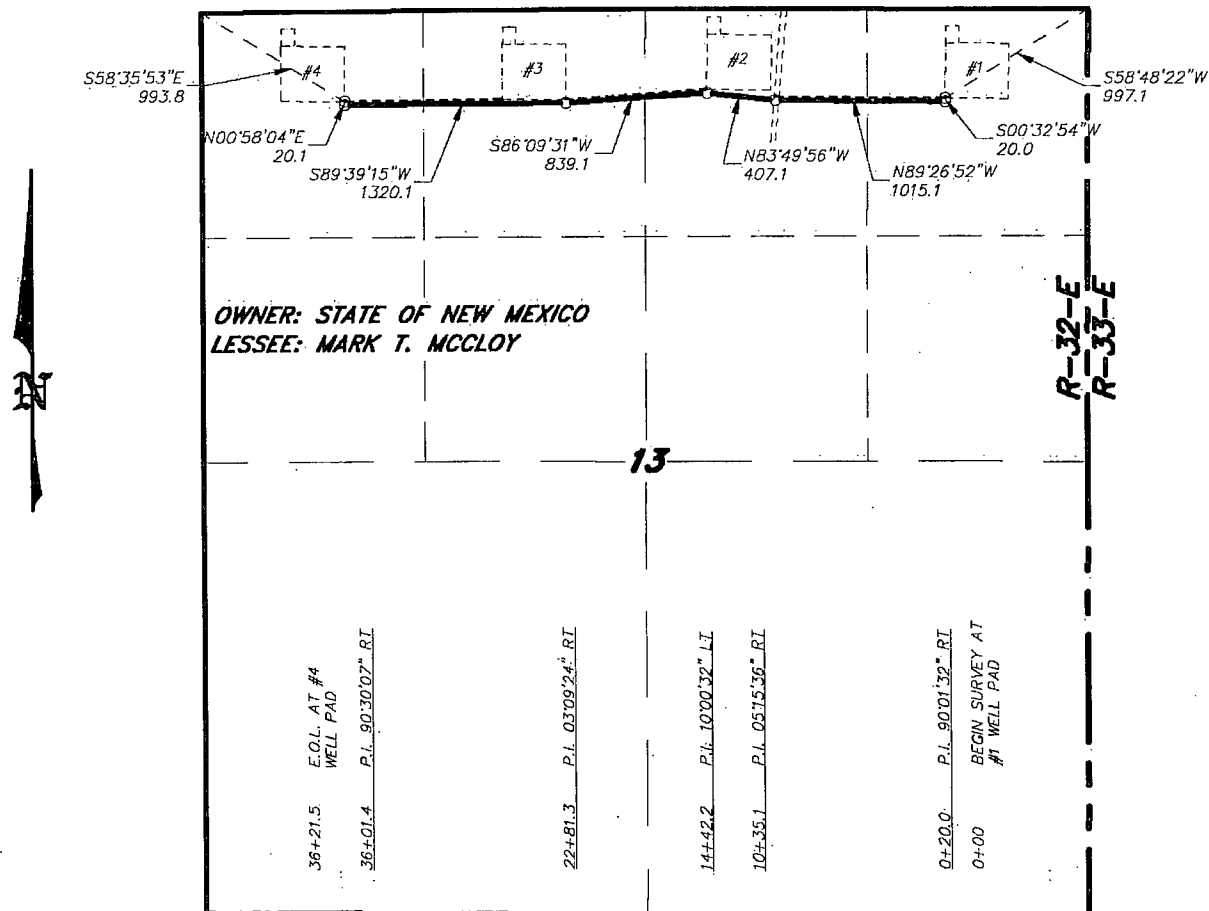 #4
#3
#2
#1
S58°35'53"E
993.8
S58°48'22"W
997.1
N00°58'04"E
20.1
S89°39'15"W
1320.1
S86°09'31"W
839.1
N83°49'56"W
407.1
N89°26'52"W
1015.1
S00°32'54"W
20.0
N
OWNER: STATE OF NEW MEXICO
LESSEE: MARK T. MCCLOY
R-32-E
R-33-E
13
36+21.5 E.O.L. AT #4
WELL PAD
36+01.4 P.I. 90°30'07" RT
22+81.3 P.I. 03°09'24" RT
14+42.2 P.I. 10°00'32" LT
10+35.1 P.I. 05°15'36" RT
0+20.0 P.I. 90°01'32" RT
0+00 BEGIN SURVEY AT
#1 WELL PAD